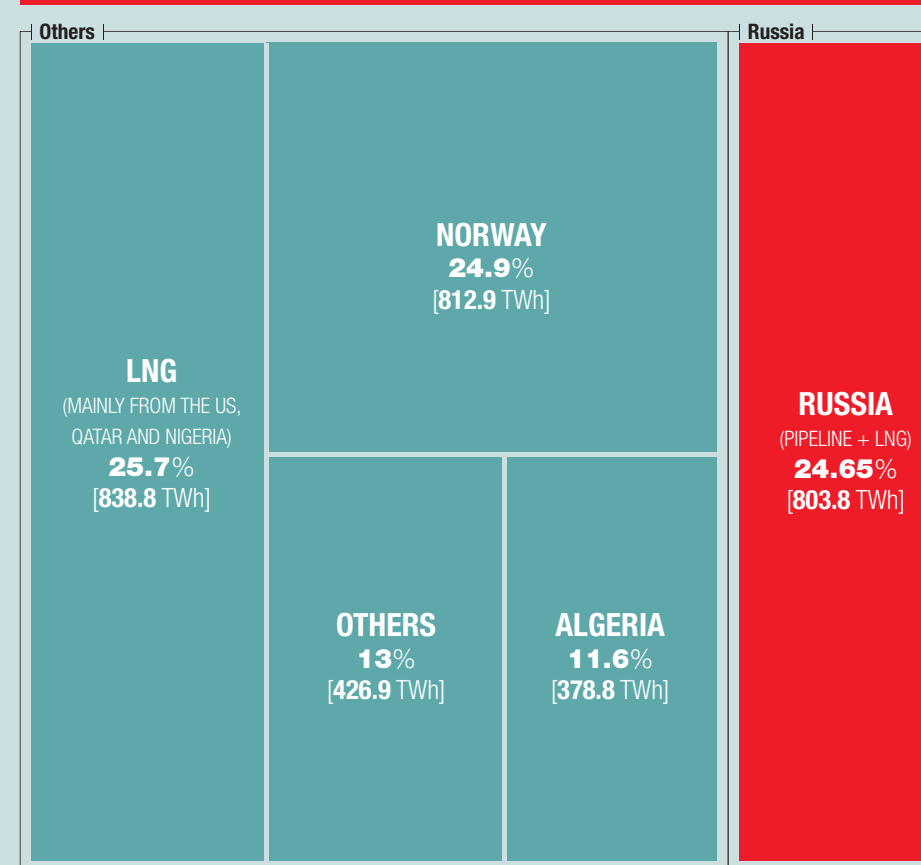 Others
Russia
LNG
(MAINLY FROM THE US,
QATAR AND NIGERIA)
25.7%
[838.8 TWh]
NORWAY
24.9%
[812.9 TWh]
OTHERS
13%
[426.9 TWh]
ALGERIA
11.6%
[378.8 TWh]
RUSSIA
(PIPELINE + LNG)
24.65%
[803.8 TWh]